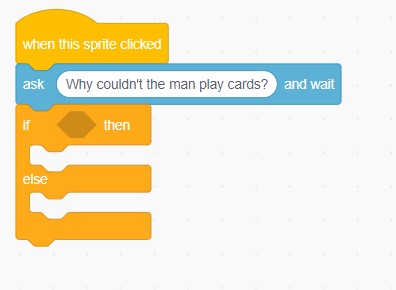 when this sprite clicked
ask Why couldn't the man play cards? and wait
if then
else